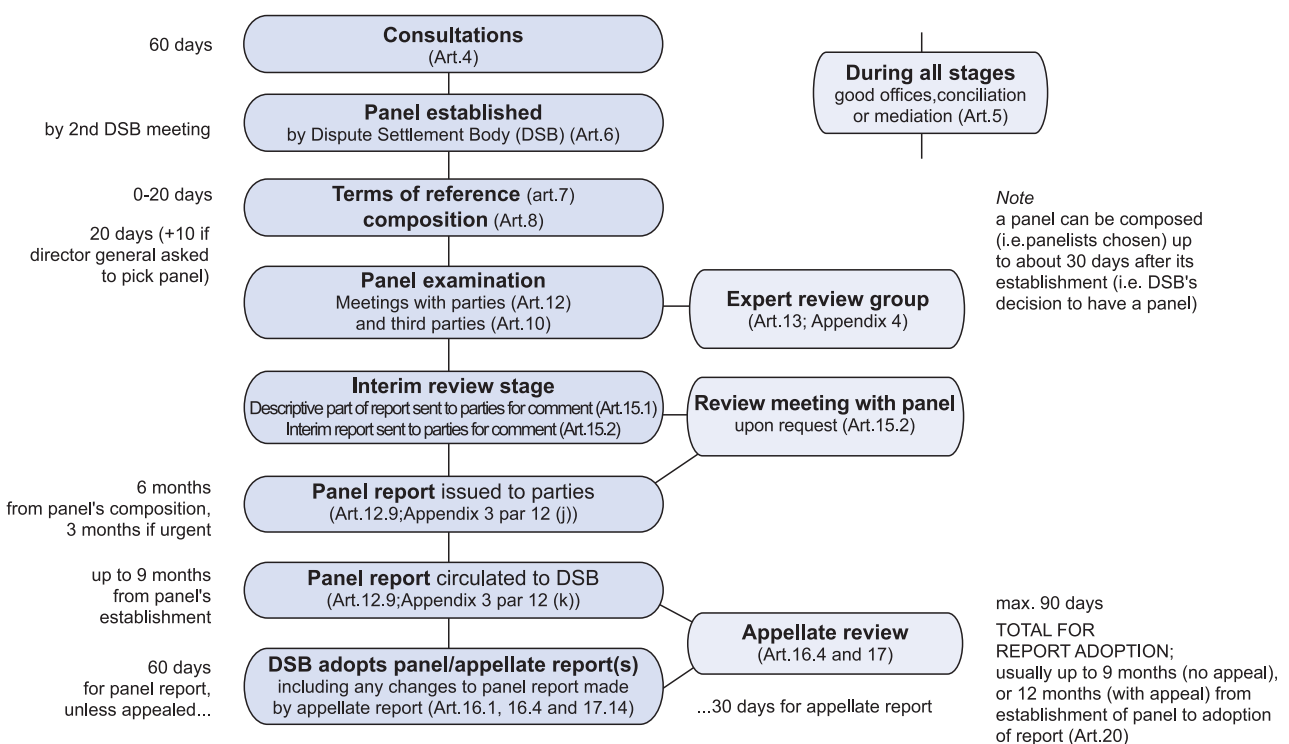 60 days
Consultations
(Art.4)
During all stages
good offices,conciliation
or mediation (Art.5)
by 2nd DSB meeting
Panel established
by Dispute Settlement Body (DSB) (Art.6)
0-20 days
Terms of reference (art.7)
composition (Art.8)
20 days (+10 if
director general asked
to pick panel)
Note
a panel can be composed
(i.e.panelists chosen) up
to about 30 days after its
establishment (i.e. DSB's
decision to have a panel)
Panel examination
Meetings with parties (Art.12)
and third parties (Art.10)
Expert review group
(Art.13; Appendix 4)
Interim review stage
Descriptive part of report sent to parties for comment (Art.15.1)
Interim report sent to parties for comment (Art.15.2)
Review meeting with panel
upon request (Art.15.2)
6 months
from panel's composition,
3 months if urgent
Panel report issued to parties
(Art.12.9;Appendix 3 par 12 (j))
up to 9 months
from panel's
establishment
Panel report circulated to DSB
(Art.12.9;Appendix 3 par 12 (k))
Appellate review
(Art.16.4 and 17)
max. 90 days
TOTAL FOR
REPORT ADOPTION;
usually up to 9 months (no appeal),
or 12 months (with appeal) from
establishment of panel to adoption
of report (Art.20)
60 days
for panel report,
unless appealed...
DSB adopts panel/appellate report(s)
including any changes to panel report made
by appellate report (Art.16.1, 16.4 and 17.14)
...30 days for appellate report